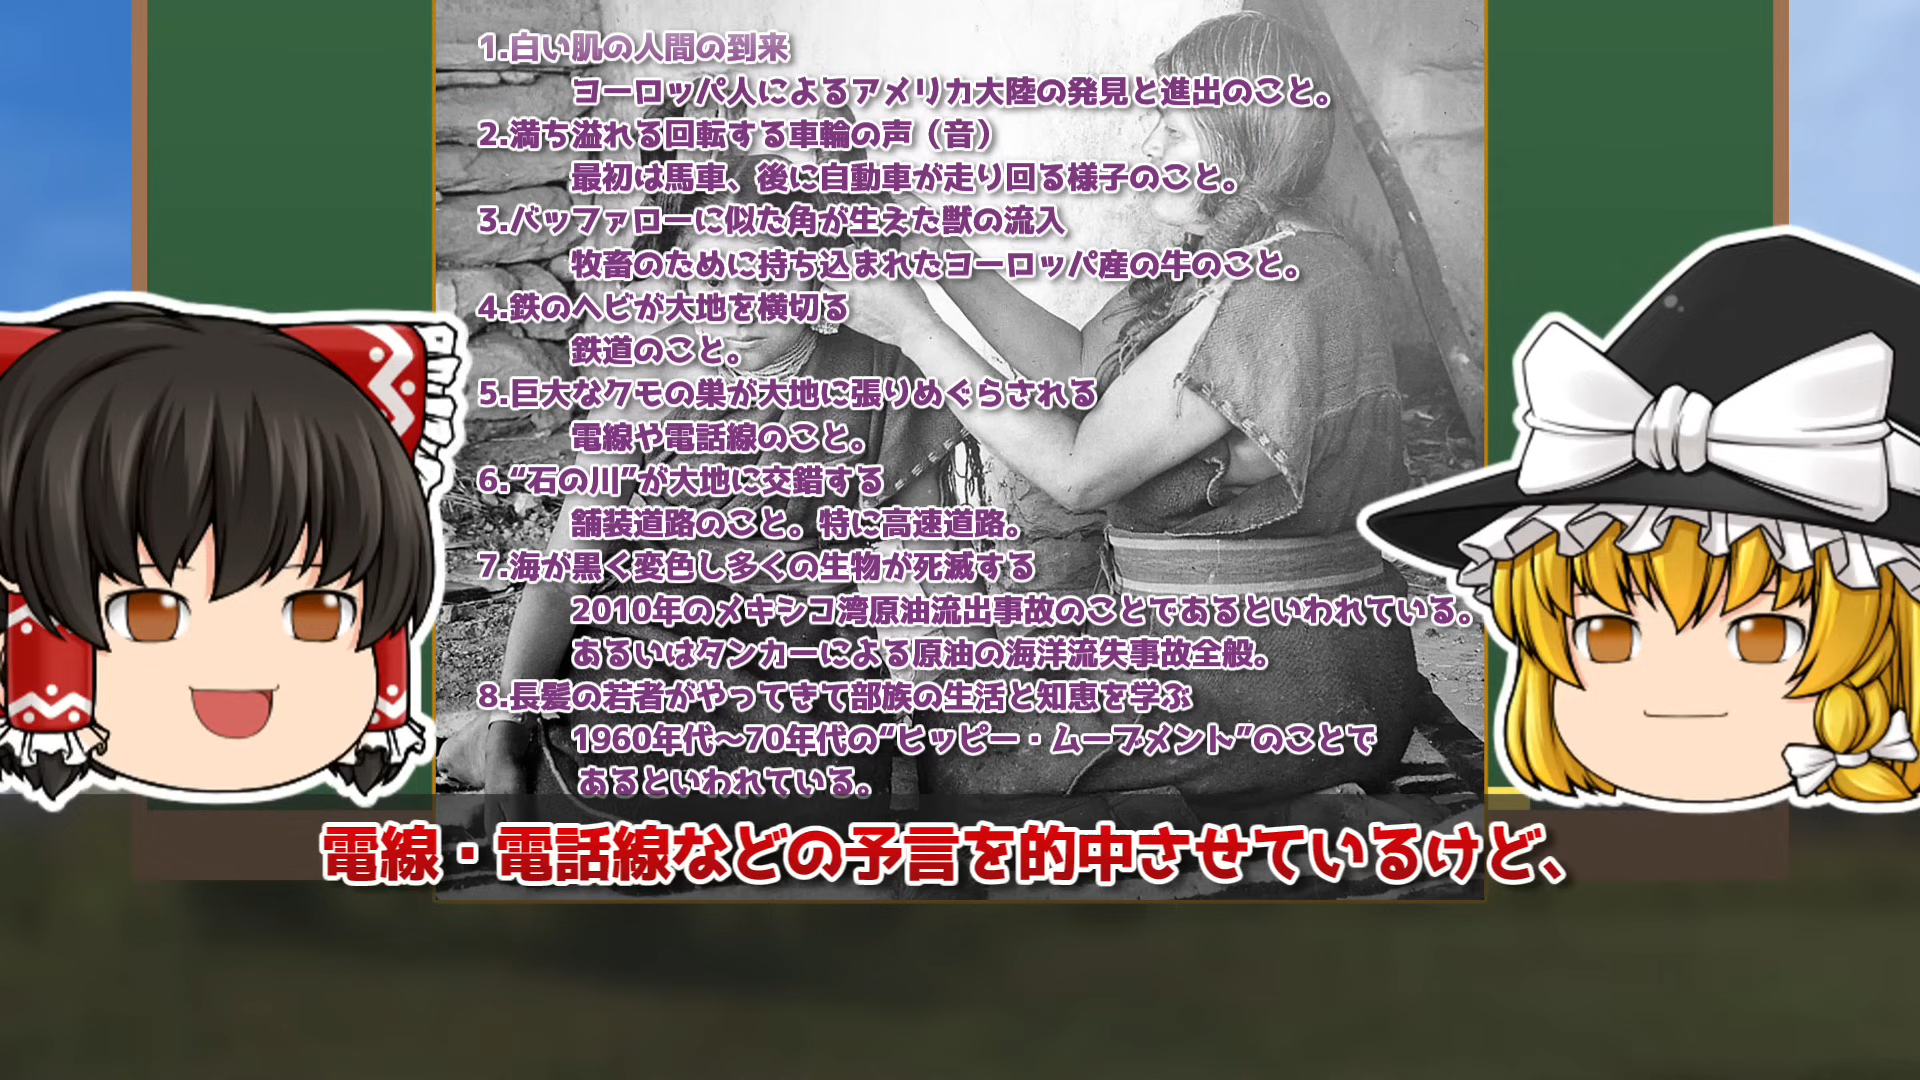 1.白い肌の人間の到来
ヨーロッパ人によるアメリカ大陸の発見と進出のこと。
2.満ち溢れる回転する車輪の声（音）
最初は馬車、後に自動車が走り回る様子のこと。
3.バッファローに似た角が生えた獣の流入
牧畜のために持ち込まれたヨーロッパ産の牛のこと。
4.鉄のヘビが大地を横切る
鉄道のこと。
5.巨大なクモの巣が大地に張りめぐらされる
電線や電話線のこと。
6.“石の川”が大地に交錯する
舗装道路のこと。特に高速道路。
7.海が黒く変色し多くの生物が死滅する
2010年のメキシコ湾原油流出事故のことであるといわれている。
あるいはタンカーによる原油の海洋流失事故全般。
8.長髪の若者がやってきて部族の生活と知恵を学ぶ
1960年代〜70年代の“ヒッピー・ムーブメント”のことで
あるといわれている。
電線・電話線などの予言を的中させているけど、